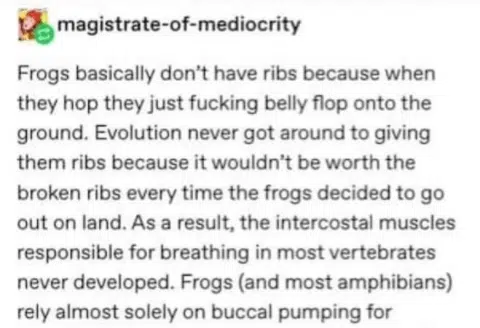 magistrate-of-mediocrity
Frogs basically don't have ribs because when
they hop they just fucking belly flop onto the
ground. Evolution never got around to giving
them ribs because it wouldn't be worth the
broken ribs every time the frogs decided to go
out on land. As a result, the intercostal muscles
responsible for breathing in most vertebrates
never developed. Frogs (and most amphibians)
rely almost solely on buccal pumping for